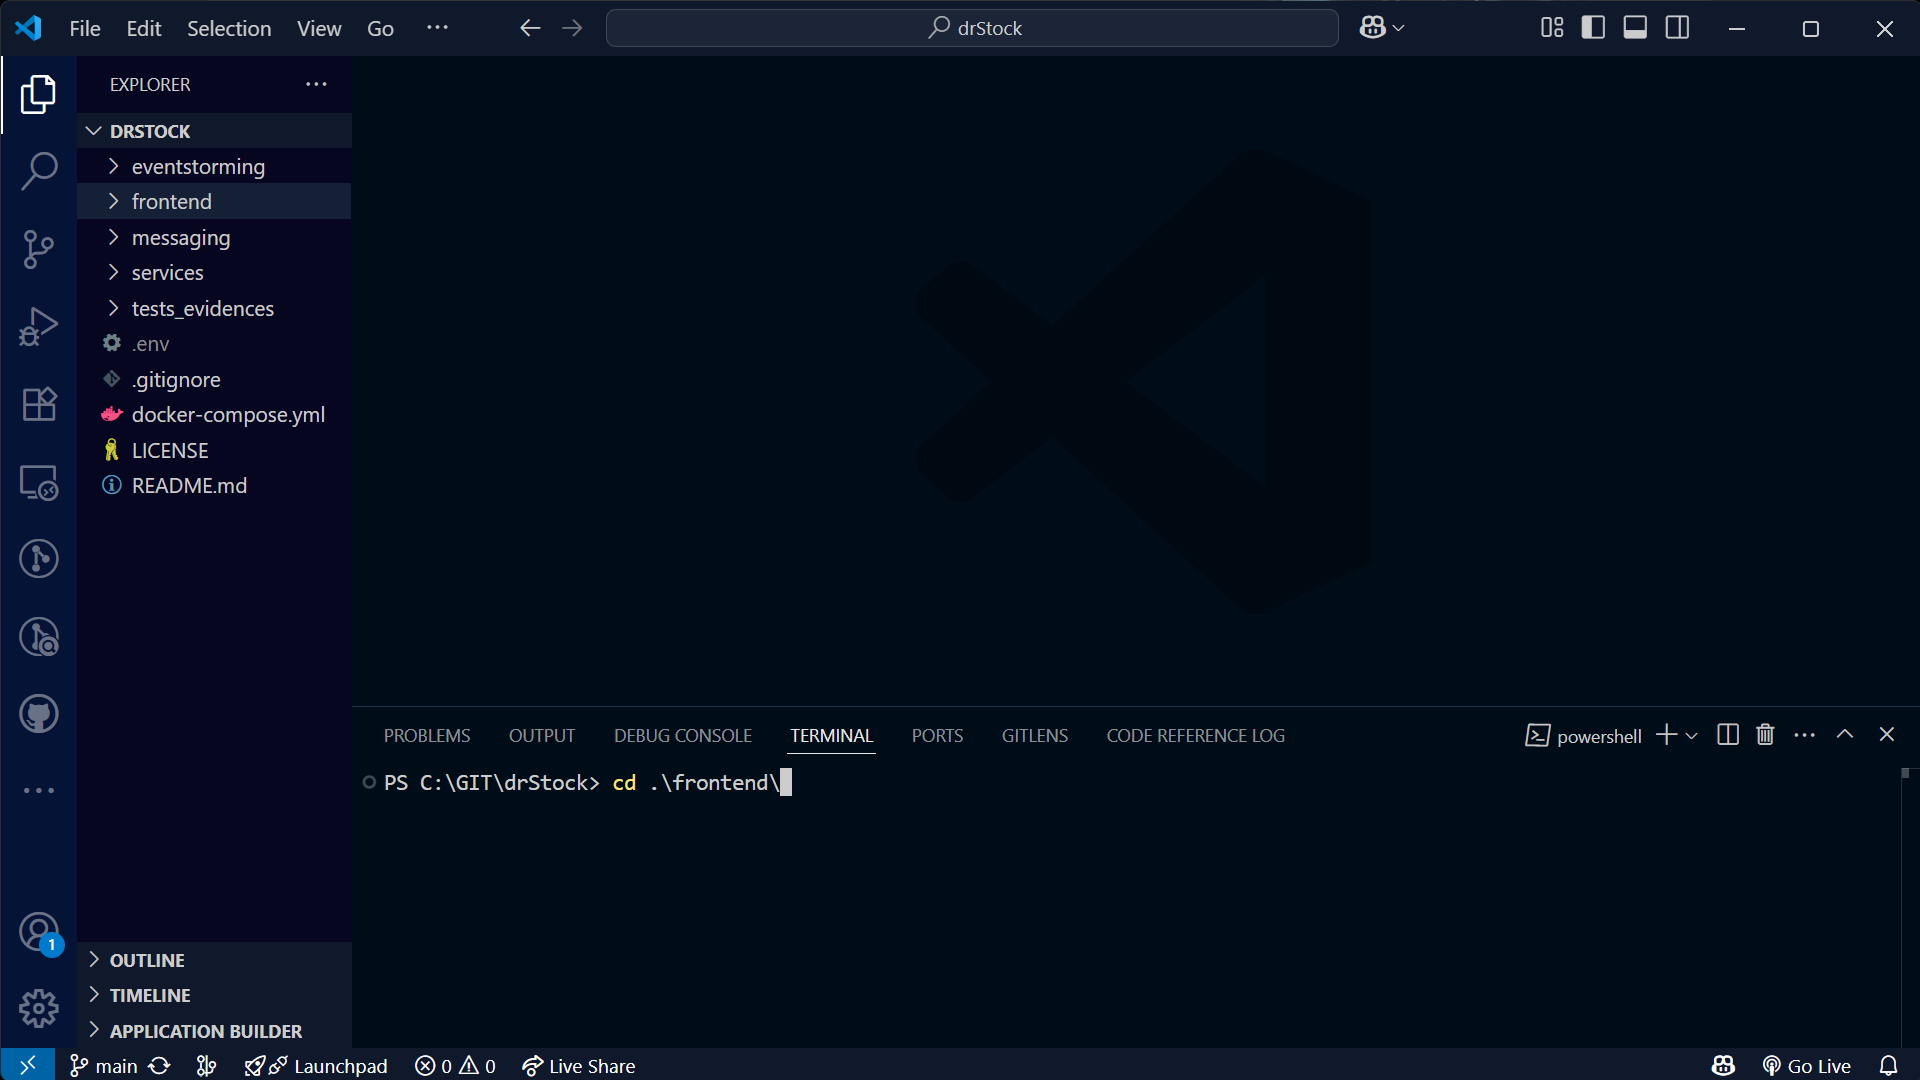 File Edit Selection View Go
drStock
EXPLORER
DRSTOCK
eventstorming
frontend
messaging
services
tests_evidences
.env
.gitignore
docker-compose.yml
LICENSE
README.md
PROBLEMS OUTPUT DEBUG CONSOLE TERMINAL PORTS GITLENS CODE REFERENCE LOG
powershell
PS C:\GIT\drStock> cd .\frontend\
1
OUTLINE
TIMELINE
APPLICATION BUILDER
main Launchpad 0 0 Live Share Go Live